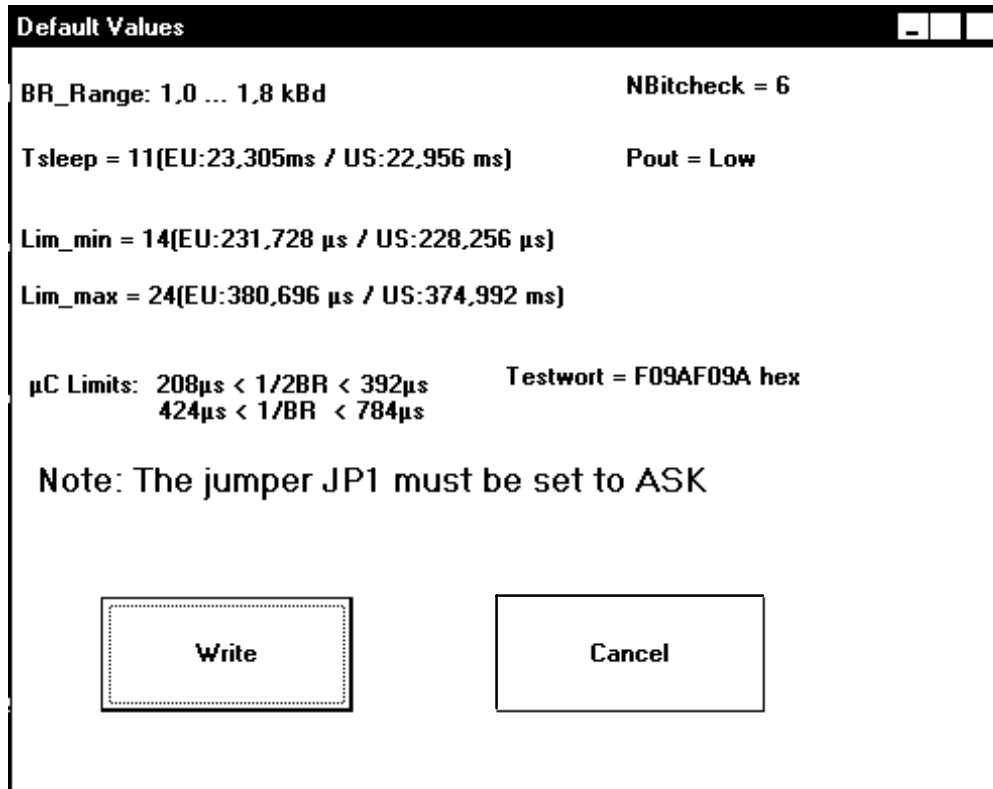 Default Values
BR_Range: 1,0 ... 1,8 kBd
NBitcheck = 6
Tsleep = 11(EU:23,305ms / US:22,956 ms)
Pout = Low
Lim_min = 14(EU:231,728 µs / US:228,256 µs)
Lim_max = 24(EU:380,696 µs / US:374,992 ms)
µC Limits: 208µs < 1/2BR < 392µs
424µs < 1/BR < 784µs
Testwort = F09AF09A hex
Note: The jumper JP1 must be set to ASK
Write
Cancel